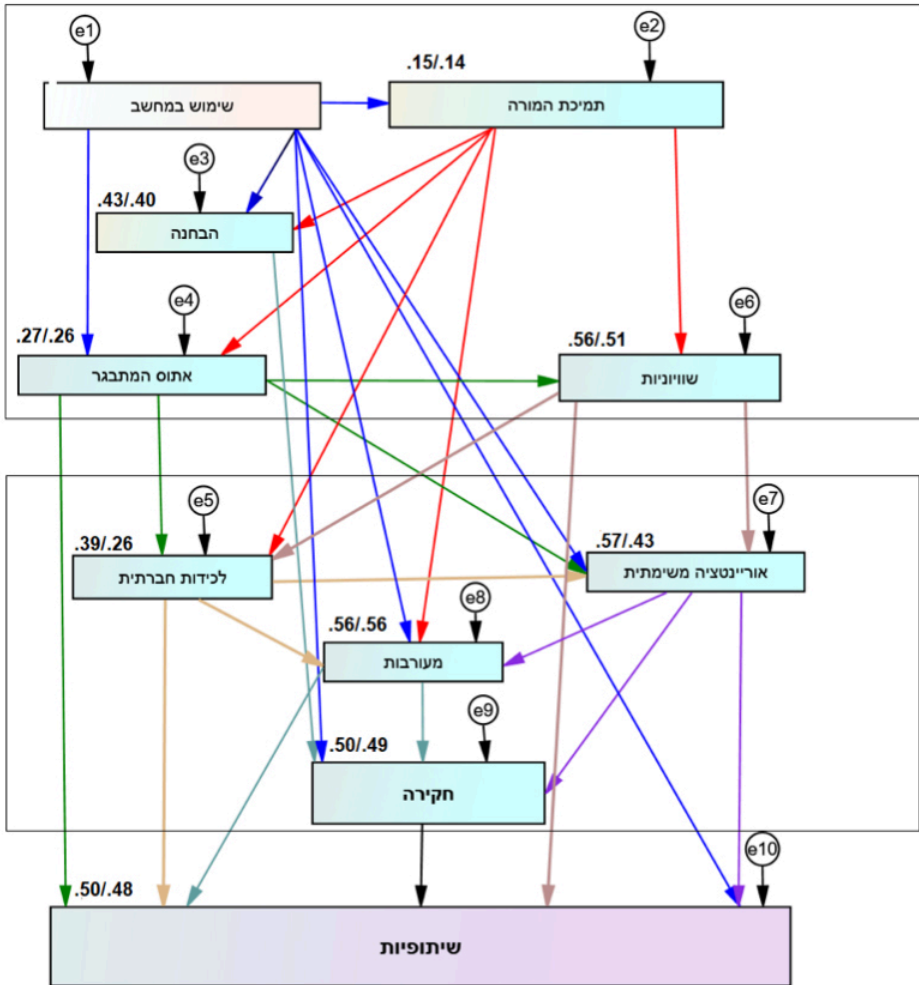 e1
e2
.15/.14
שימוש במחשב
תמיכת המורה
e3
.43/.40
הבחנה
e4
e6
.27/.26
.56/.51
אתוס המתבגר
שוויוניות
e5
e7
.39/.26
.57/.43
לכידות חברתית
אוריינטציה משימתית
e8
.56/.56
מעורבות
e9
.50/.49
חקירה
e10
.50/.48
שיתופיות